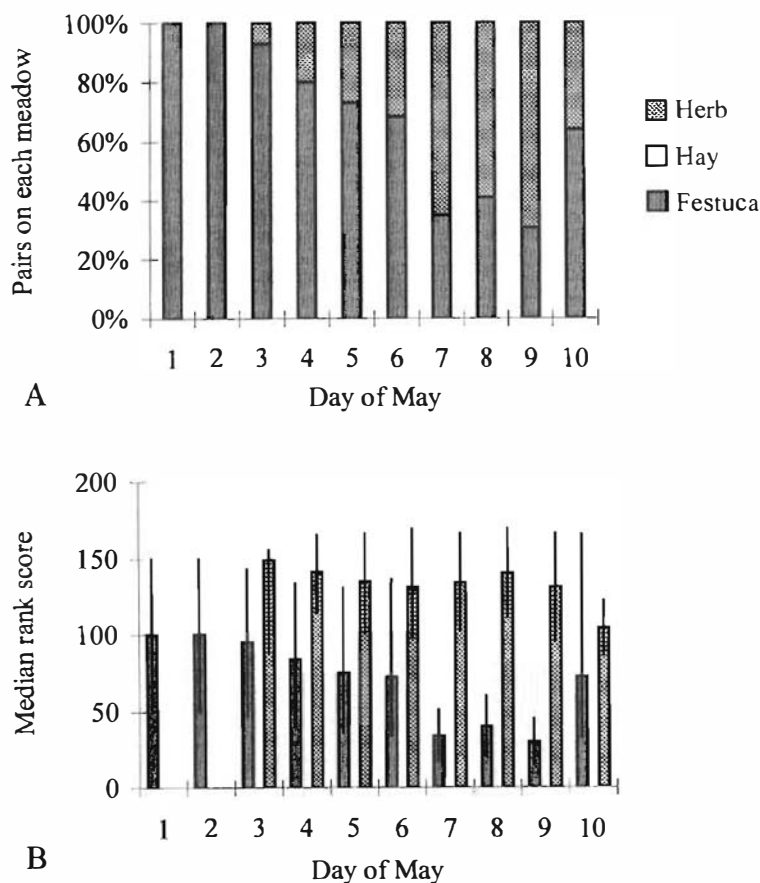 100%
80%
60%
40%
20%
0%
Pairs on each meadow
Herb
Hay
Festuca
1 2 3 4 5 6 7 8 9 10
Day of May
A
200
150
100
50
0
Median rank score
1 2 3 4 5 6 7 8 9 10
Day of May
B